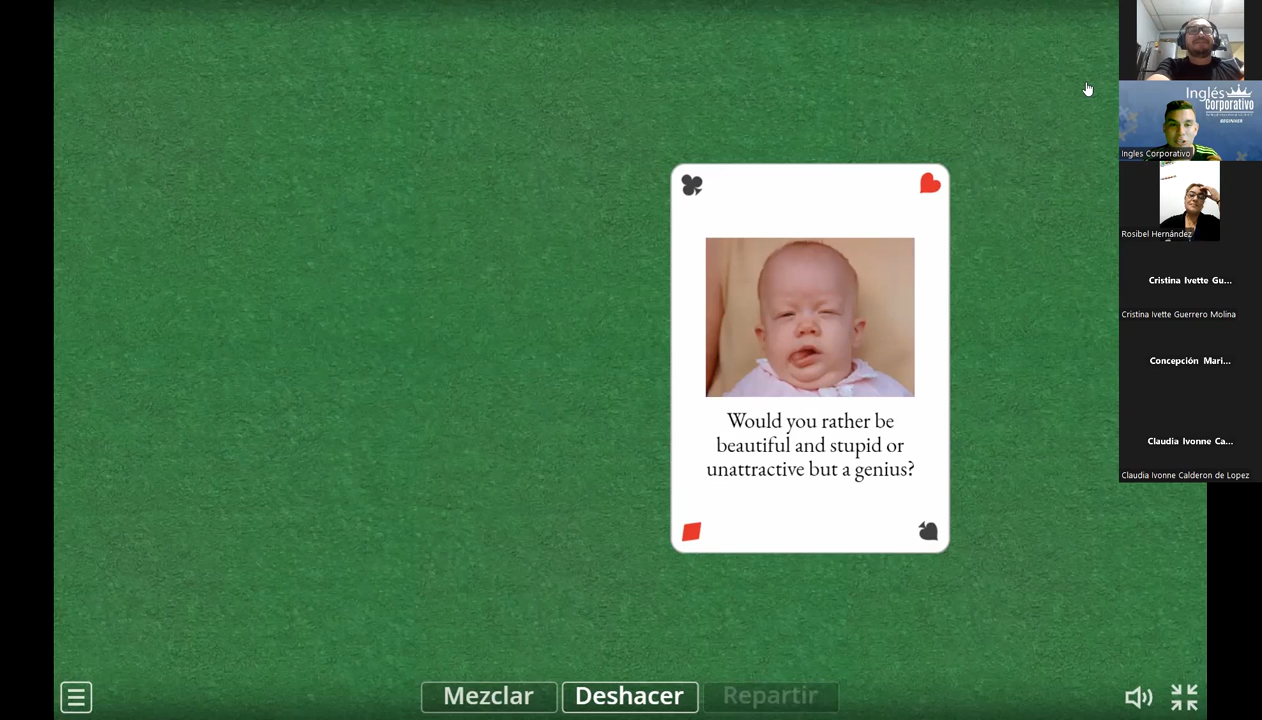 Inglés
Corporativo
BEGINNER
Ingles Corporativo
Rosibel Hernández
Cristina Ivette Gu...
Cristina Ivette Guerrero Molina
Concepción Mari...
Claudia Ivonne Ca...
Claudia Ivonne Calderon de Lopez
Would you rather be
beautiful and stupid or
unattractive but a genius?
Mezclar
Deshacer
Repartir